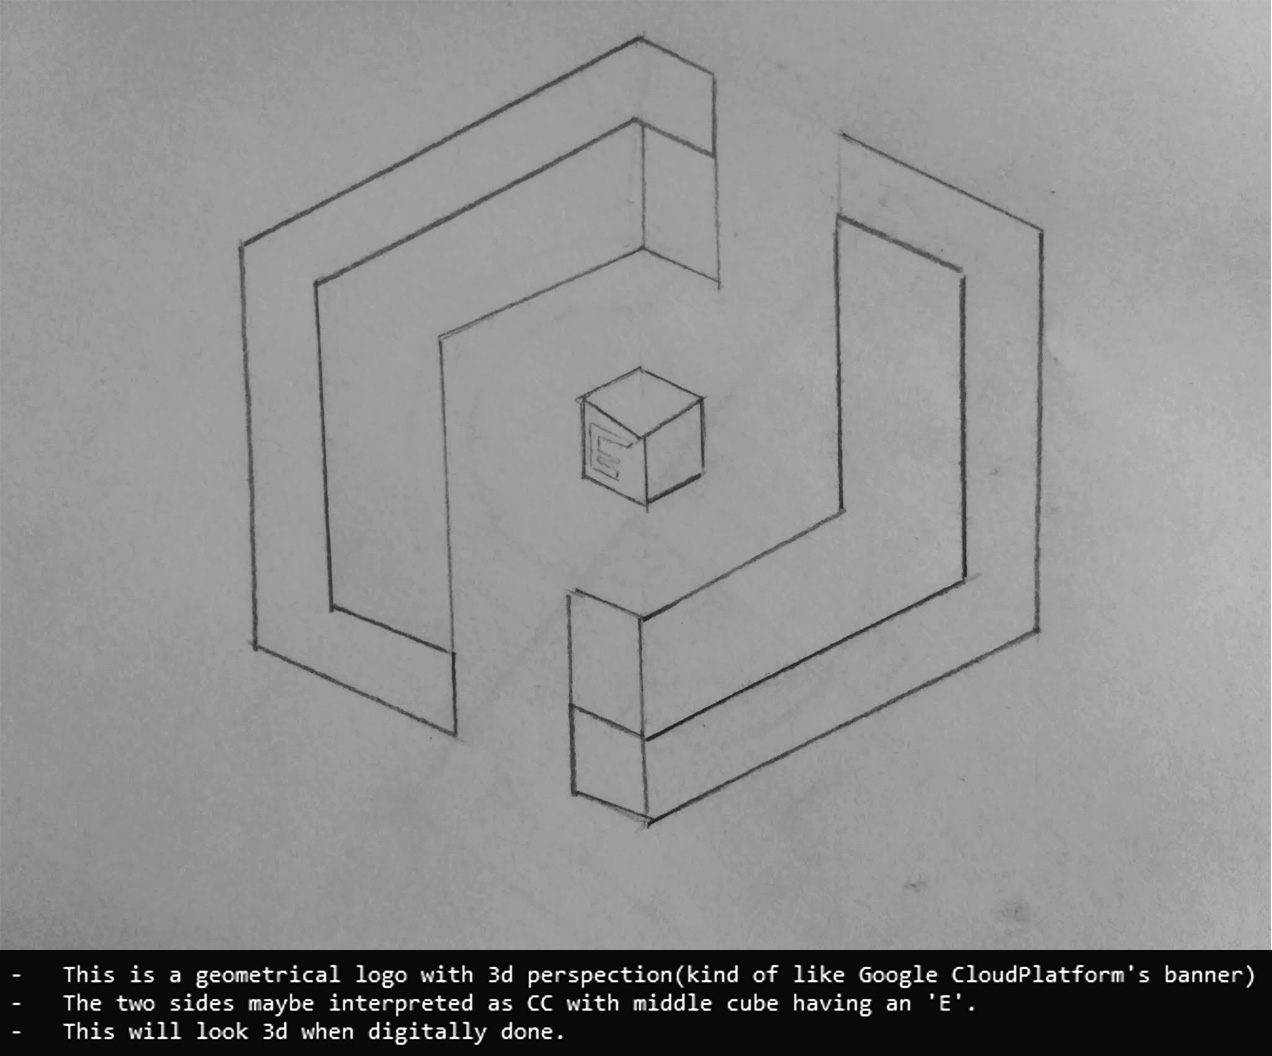 E
- This is a geometrical logo with 3d perspection(kind of like Google CloudPlatform's banner)
- The two sides maybe interpreted as CC with middle cube having an 'E'.
- This will look 3d when digitally done.